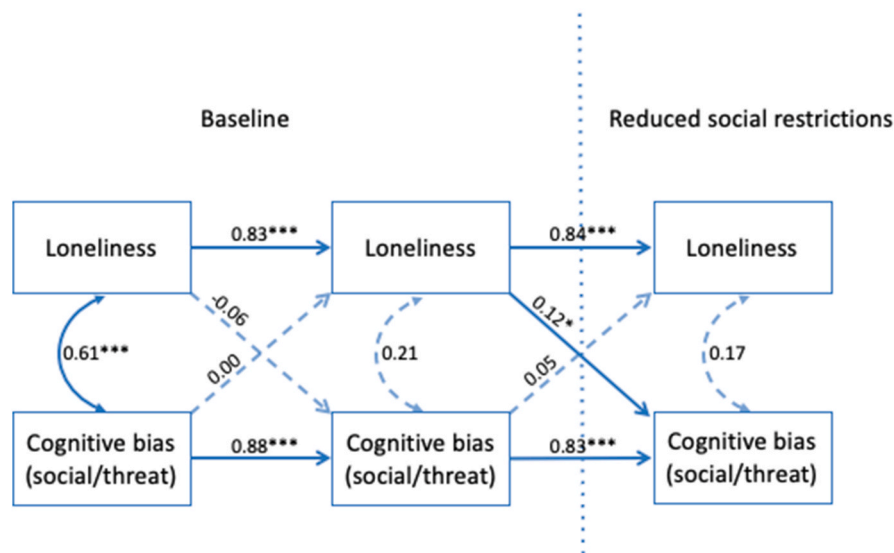 Baseline
Reduced social restrictions
Loneliness
0.83***
Loneliness
0.84***
Loneliness
-0.06
0.12*
0.61***
0.00
0.21
0.05
0.17
Cognitive bias
(social/threat)
0.88***
Cognitive bias
(social/threat)
0.83***
Cognitive bias
(social/threat)